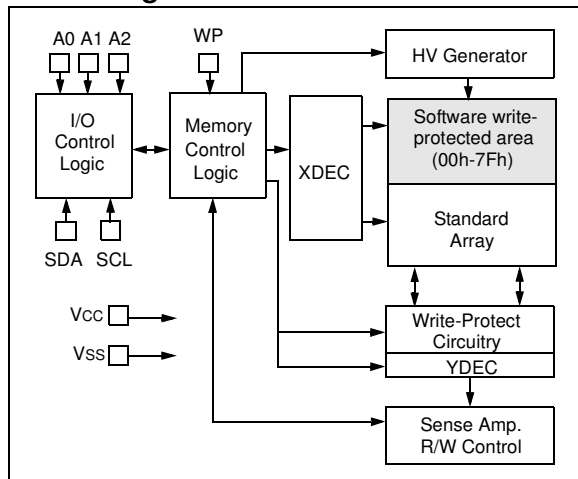 A0 A1 A2
WP
HV Generator
I/O
Control
Logic
Memory
Control
Logic
XDEC
Software write-
protected area
(00h-7Fh)
Standard
Array
SDA SCL
VCC
VSS
Write-Protect
Circuitry
YDEC
Sense Amp.
R/W Control